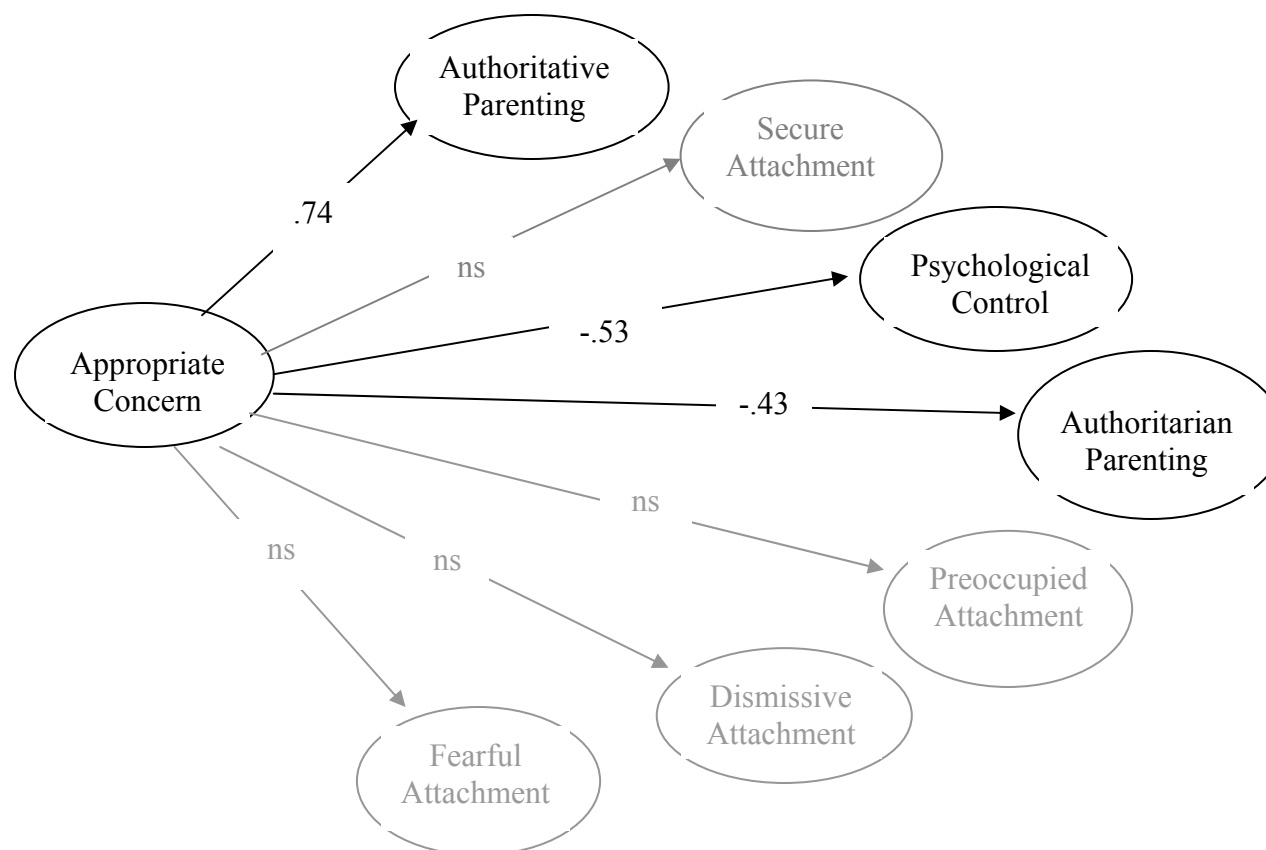 Authoritative
Parenting
Secure
Attachment
.74
ns
Psychological
Control
-.53
Appropriate
Concern
-.43
Authoritarian
Parenting
ns
ns
ns
Preoccupied
Attachment
Dismissive
Attachment
Fearful
Attachment